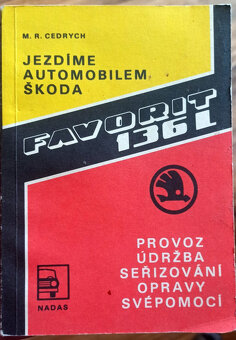 M. R. CEDRYCH
JEZDÍME
AUTOMOBILEM
ŠKODA
FAVORIT
136 L
PROVOZ
ÚDRŽBA
SEŘIZOVÁNÍ
OPRAVY
SVÉPOMOCÍ
NADAS